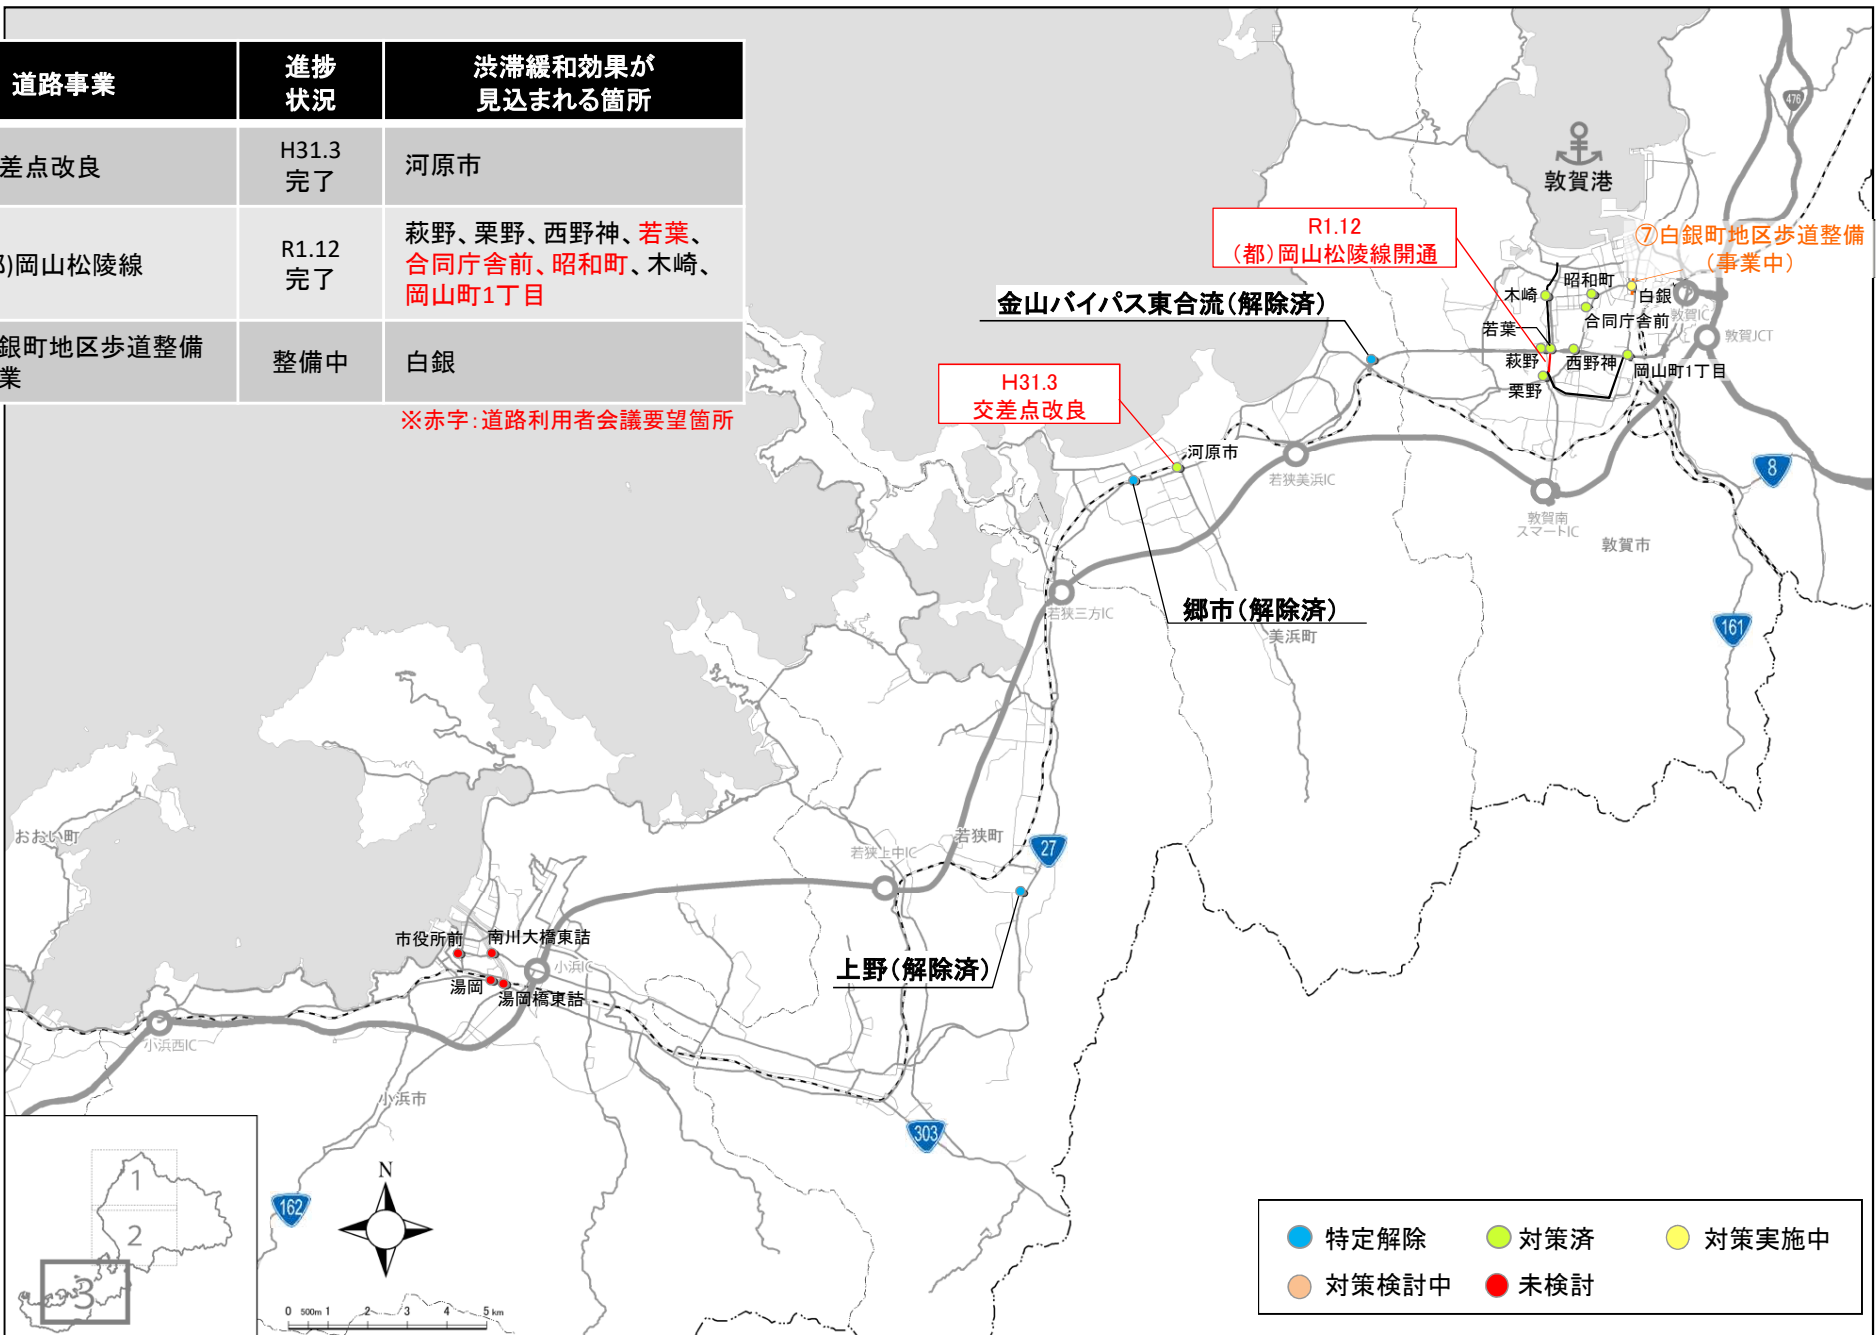 道路事業
進捗
状況
渋滞緩和効果が
見込まれる箇所
差点改良
H31.3
完了
河原市
)岡山松陵線
R1.12
完了
萩野、栗野、西野神、若葉、
合同庁舎前、昭和町、木崎、
岡山町1丁目
銀町地区歩道整備
業
整備中
白銀
※赤字：道路利用者会議要望箇所
476
敦賀港
R1.12
(都)岡山松陵線開通
⑦白銀町地区歩道整備
（事業中）
昭和町
木崎
白銀
敦賀IC
合同庁舎前
若葉
敦賀JCT
萩野
西野神
岡山町1丁目
栗野
金山バイパス東合流（解除済）
H31.3
交差点改良
河原市
若狭美浜IC
8
敦賀南
スマートIC
敦賀市
郷市（解除済）
若狭三方IC
美浜町
161
おおい町
若狭町
若狭上中IC
27
市役所前
南川大橋東詰
小浜IC
湯岡
湯岡橋東詰
上野（解除済）
小浜西IC
小浜市
303
162
1
2
3
N
0 500m 1 2 3 4 5 km
特定解除
対策済
対策実施中
対策検討中
未検討